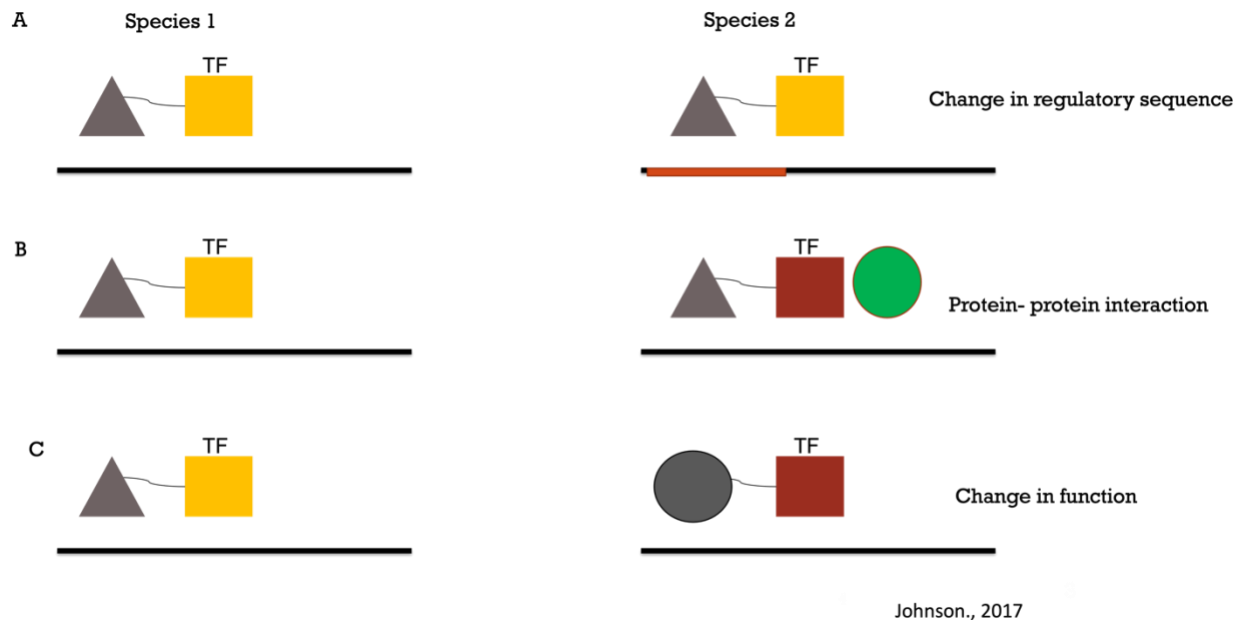 A
Species 1
Species 2
TF
TF
Change in regulatory sequence
B
TF
TF
Protein- protein interaction
C
TF
TF
Change in function
Johnson., 2017